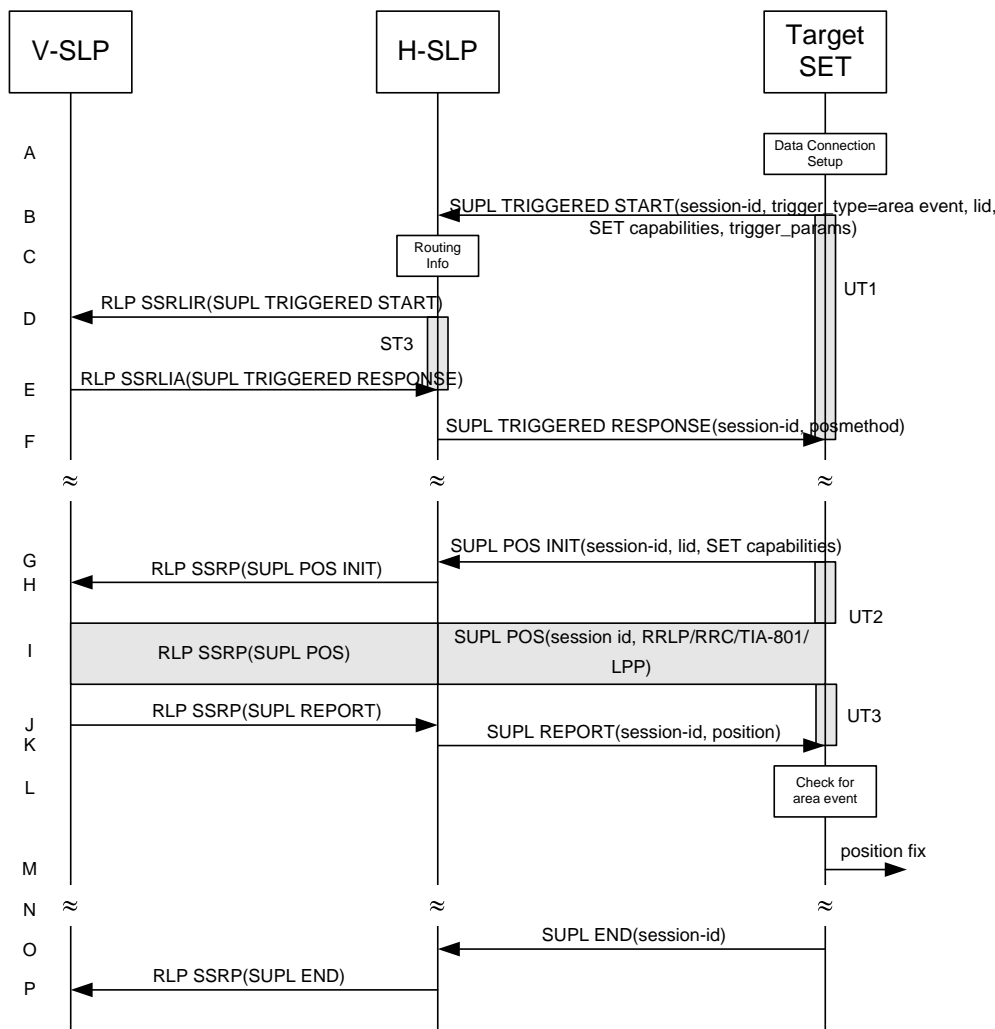 V-SLP
H-SLP
Target
SET
A
Data Connection
Setup
B
SUPL TRIGGERED START(session-id, trigger_type=area event, lid,
SET capabilities, trigger_params)
C
Routing
Info
UT1
D
RLP SSRLIR(SUPL TRIGGERED START)
ST3
E
RLP SSRLIA(SUPL TRIGGERED RESPONSE)
F
SUPL TRIGGERED RESPONSE(session-id, posmethod)
≈ ≈ ≈
G
SUPL POS INIT(session-id, lid, SET capabilities)
H
RLP SSRP(SUPL POS INIT)
UT2
I
RLP SSRP(SUPL POS)
SUPL POS(session id, RRLP/RRC/TIA-801/
LPP)
J
RLP SSRP(SUPL REPORT)
UT3
K
SUPL REPORT(session-id, position)
L
Check for
area event
M
position fix
N
≈ ≈ ≈
O
SUPL END(session-id)
P
RLP SSRP(SUPL END)